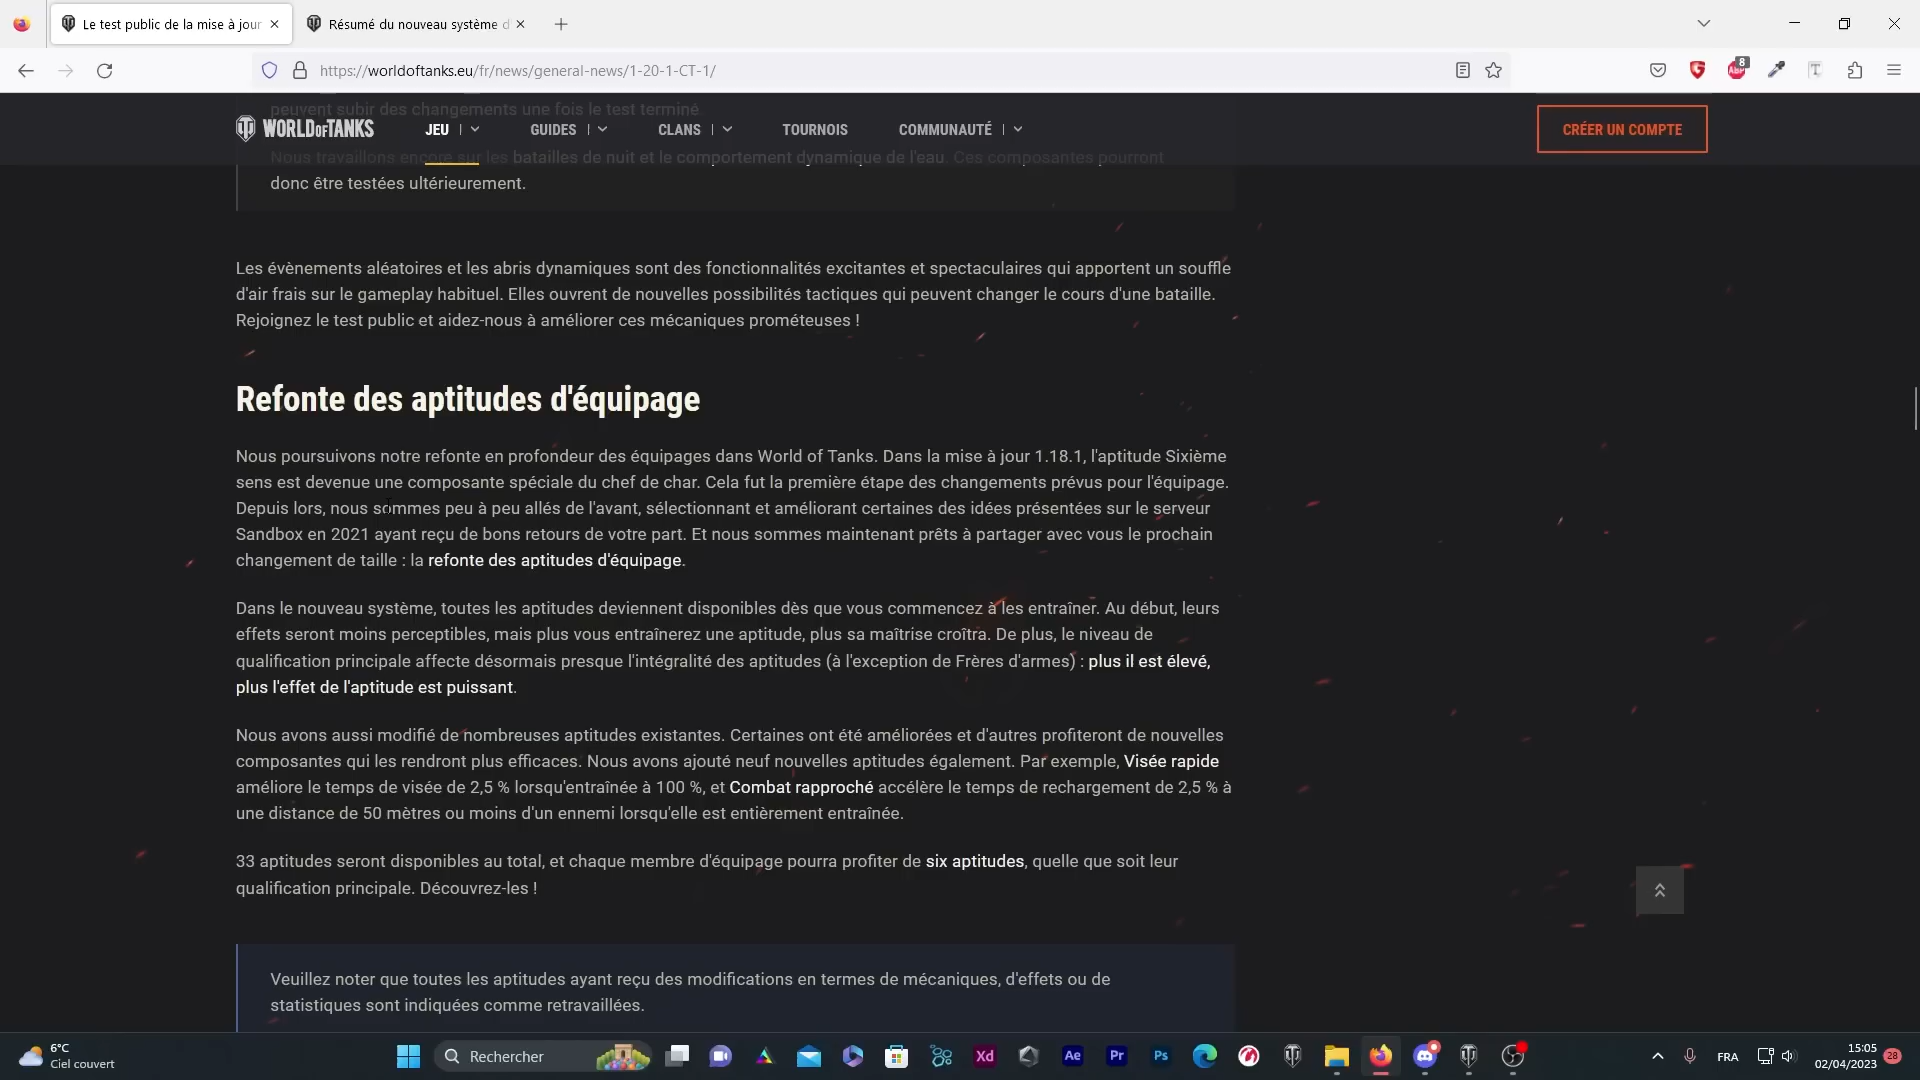 Le test public de la mise à jour
Résumé du nouveau système d
https://worldoftanks.eu/fr/news/general-news/1-20-1-CT-1/
8
peuvent subir des changements une fois le test terminé
WORLD OF TANKS
JEU
GUIDES
CLANS
TOURNOIS
COMMUNAUTÉ
CRÉER UN COMPTE
Nous travaillons encore sur les batailles de nuit et le comportement dynamique de l'eau. Ces composantes pourront
donc être testées ultérieurement.
Les évènements aléatoires et les abris dynamiques sont des fonctionnalités excitantes et spectaculaires qui apportent un souffle
d'air frais sur le gameplay habituel. Elles ouvrent de nouvelles possibilités tactiques qui peuvent changer le cours d'une bataille.
Rejoignez le test public et aidez-nous à améliorer ces mécaniques prométeuses !
Refonte des aptitudes d'équipage
Nous poursuivons notre refonte en profondeur des équipages dans World of Tanks. Dans la mise à jour 1.18.1, l'aptitude Sixième
sens est devenue une composante spéciale du chef de char. Cela fut la première étape des changements prévus pour l'équipage.
Depuis lors, nous sommes peu à peu allés de l'avant, sélectionnant et améliorant certaines des idées présentées sur le serveur
Sandbox en 2021 ayant reçu de bons retours de votre part. Et nous sommes maintenant prêts à partager avec vous le prochain
changement de taille : la refonte des aptitudes d'équipage.
Dans le nouveau système, toutes les aptitudes deviennent disponibles dès que vous commencez à les entraîner. Au début, leurs
effets seront moins perceptibles, mais plus vous entraînerez une aptitude, plus sa maîtrise croîtra. De plus, le niveau de
qualification principale affecte désormais presque l'intégralité des aptitudes (à l'exception de Frères d'armes) : plus il est élevé,
plus l'effet de l'aptitude est puissant.
Nous avons aussi modifié de nombreuses aptitudes existantes. Certaines ont été améliorées et d'autres profiteront de nouvelles
composantes qui les rendront plus efficaces. Nous avons ajouté neuf nouvelles aptitudes également. Par exemple, Visée rapide
améliore le temps de visée de 2,5 % lorsqu'entraînée à 100 %, et Combat rapproché accélère le temps de rechargement de 2,5 % à
une distance de 50 mètres ou moins d'un ennemi lorsqu'elle est entièrement entraînée.
33 aptitudes seront disponibles au total, et chaque membre d'équipage pourra profiter de six aptitudes, quelle que soit leur
qualification principale. Découvrez-les !
Veuillez noter que toutes les aptitudes ayant reçu des modifications en termes de mécaniques, d'effets ou de
statistiques sont indiquées comme retravaillées.
6°C
Ciel couvert
Rechercher
Xd
Ae
Pr
Ps
FRA
15:05
02/04/2023
28